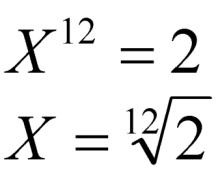 X¹² = 2
X = ¹²√2